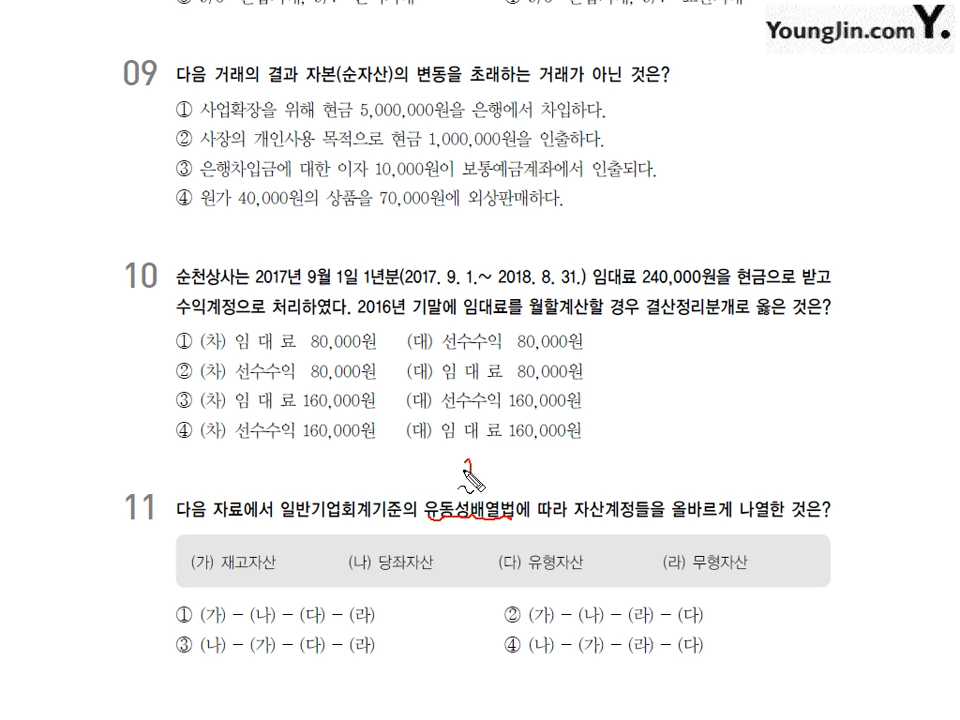 YoungJin.com Y.
09 다음 거래의 결과 자본(순자산)의 변동을 초래하는 거래가 아닌 것은?
① 사업확장을 위해 현금 5,000,000원을 은행에서 차입하다.
② 사장의 개인사용 목적으로 현금 1,000,000원을 인출하다.
③ 은행차입금에 대한 이자 10,000원이 보통예금계좌에서 인출되다.
④ 원가 40,000원의 상품을 70,000원에 외상판매하다.
10 순천상사는 2017년 9월 1일 1년분(2017. 9. 1.~ 2018. 8. 31.) 임대료 240,000원을 현금으로 받고
수익계정으로 처리하였다. 2016년 기말에 임대료를 월할계산할 경우 결산정리분개로 옳은 것은?
① (차) 임 대 료 80,000원 (대) 선수수익 80,000원
② (차) 선수수익 80,000원 (대) 임 대 료 80,000원
③ (차) 임 대 료 160,000원 (대) 선수수익 160,000원
④ (차) 선수수익 160,000원 (대) 임 대 료 160,000원
11 다음 자료에서 일반기업회계기준의 유동성배열법에 따라 자산계정들을 올바르게 나열한 것은?
(가) 재고자산 (나) 당좌자산 (다) 유형자산 (라) 무형자산
① (가) – (나) – (다) – (라) ② (가) – (나) – (라) – (다)
③ (나) – (가) – (다) – (라) ④ (나) – (가) – (라) – (다)